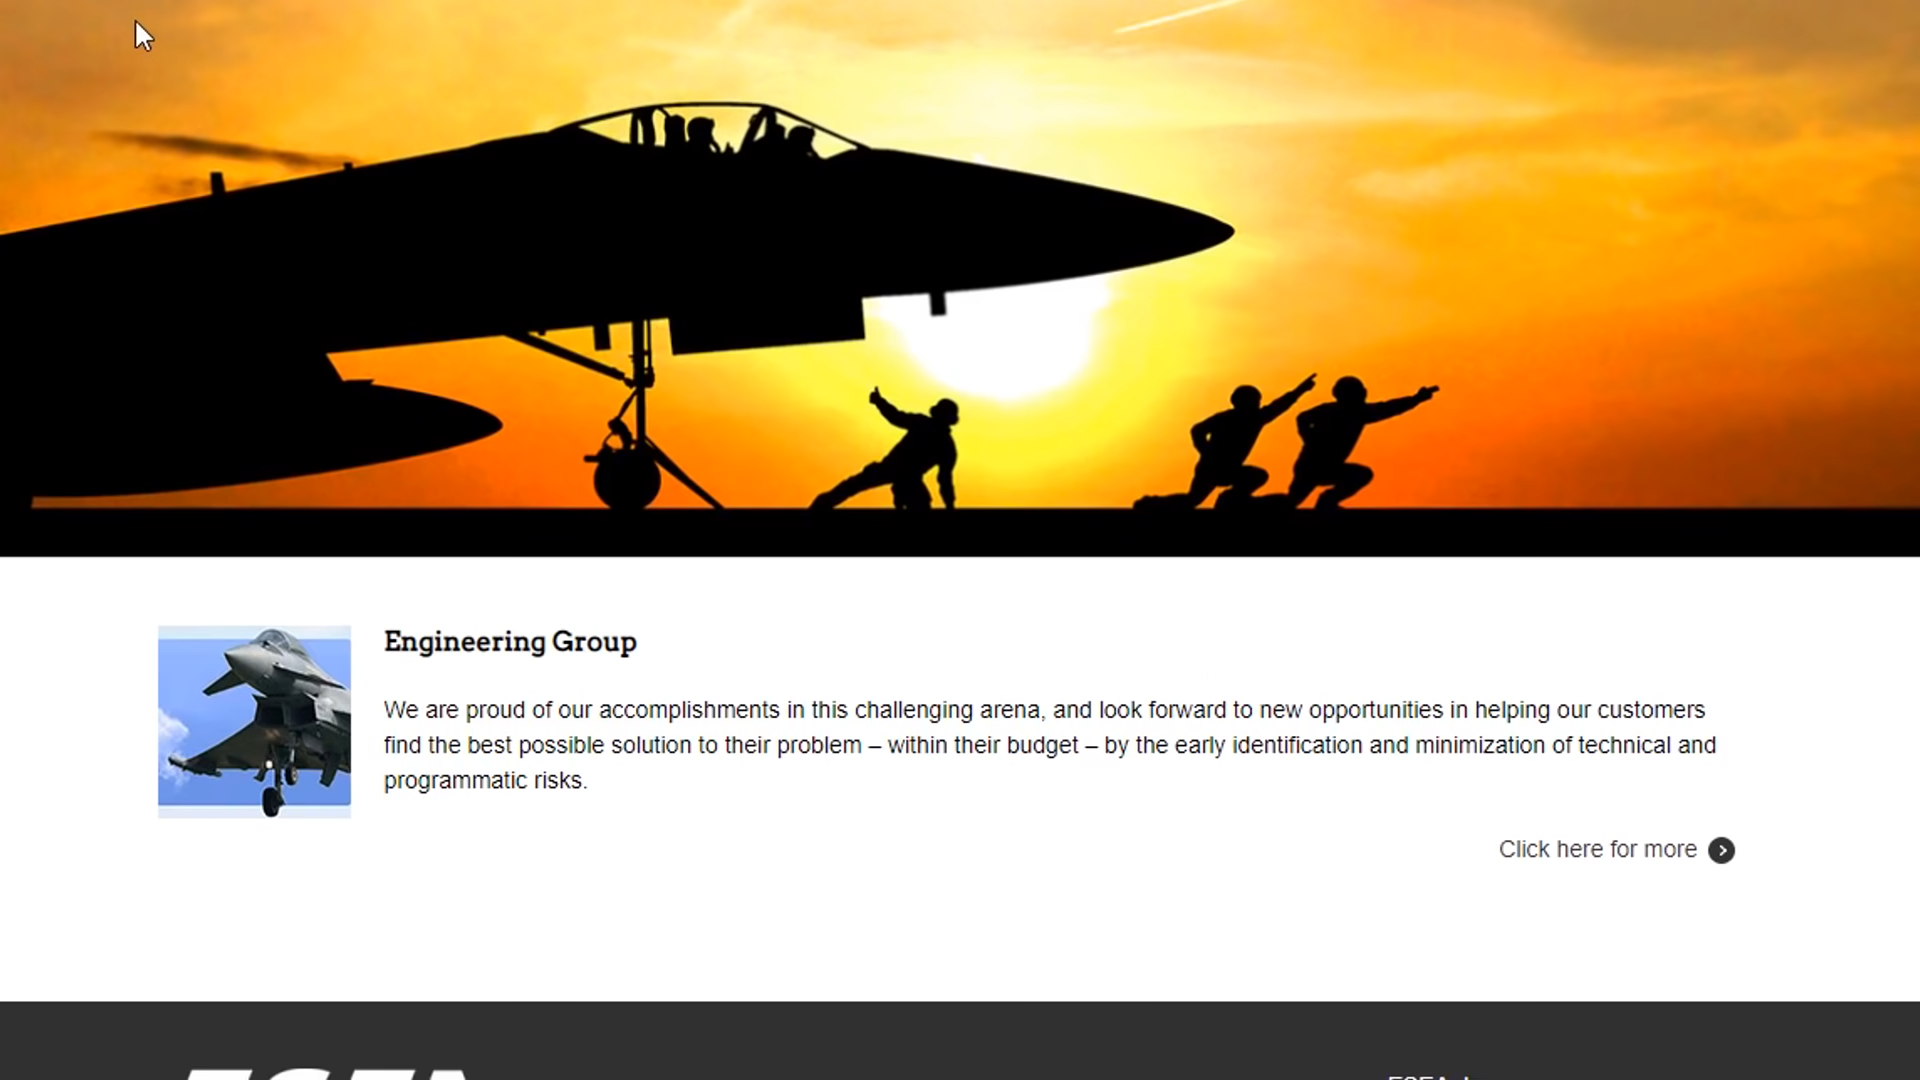 Engineering Group
We are proud of our accomplishments in this challenging arena, and look forward to new opportunities in helping our customers
find the best possible solution to their problem – within their budget – by the early identification and minimization of technical and
programmatic risks.
Click here for more